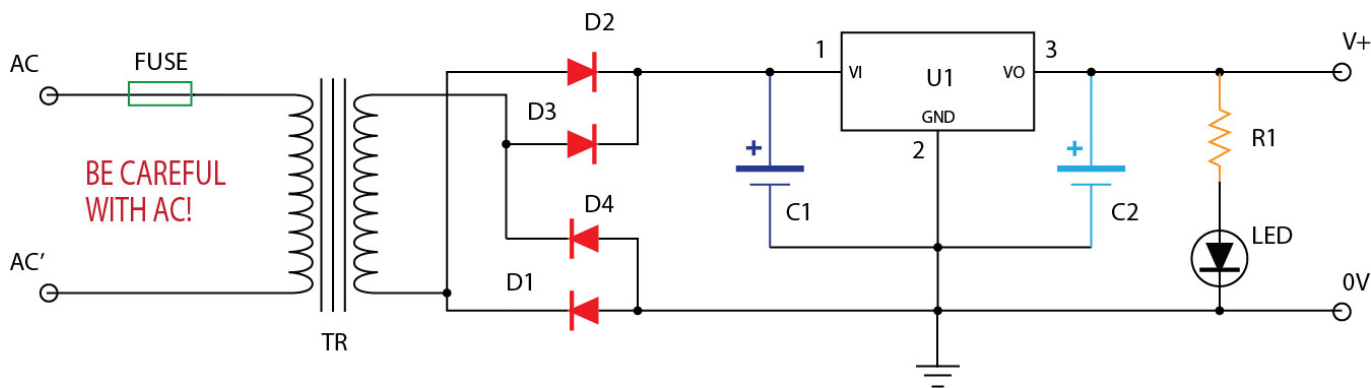 AC
FUSE
BE CAREFUL
WITH AC!
AC'
TR
D2
D3
D4
D1
+
C1
1
VI
U1
VO
3
GND
2
+
C2
R1
LED
V+
0V